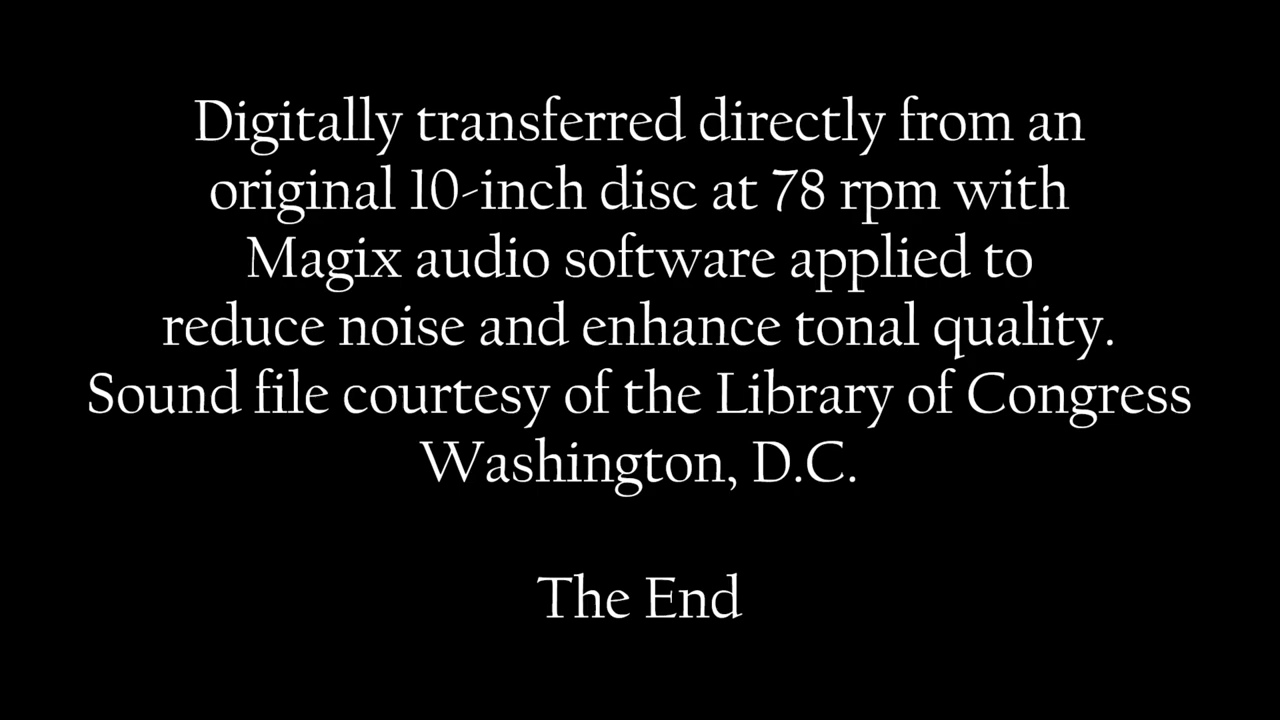 Digitally transferred directly from an
original 10-inch disc at 78 rpm with
Magix audio software applied to
reduce noise and enhance tonal quality.
Sound file courtesy of the Library of Congress
Washington, D.C.
The End